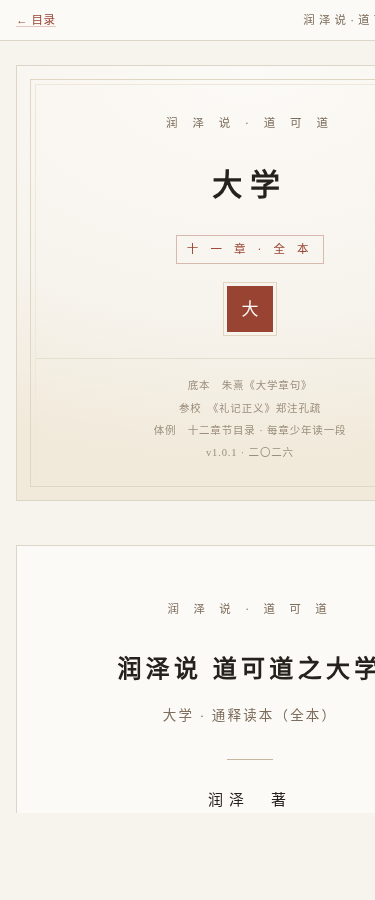 ← 目录
润泽说·道
润泽说·道可道
大学
十一章·全本
大
底本 朱熹《大学章句》
参校 《礼记正义》郑注孔疏
体例 十二章节目录 · 每章少年读一段
v1.0.1 · 二〇二六
润泽说·道可道
润泽说 道可道之大学
大学 · 通释读本（全本）
润泽 著